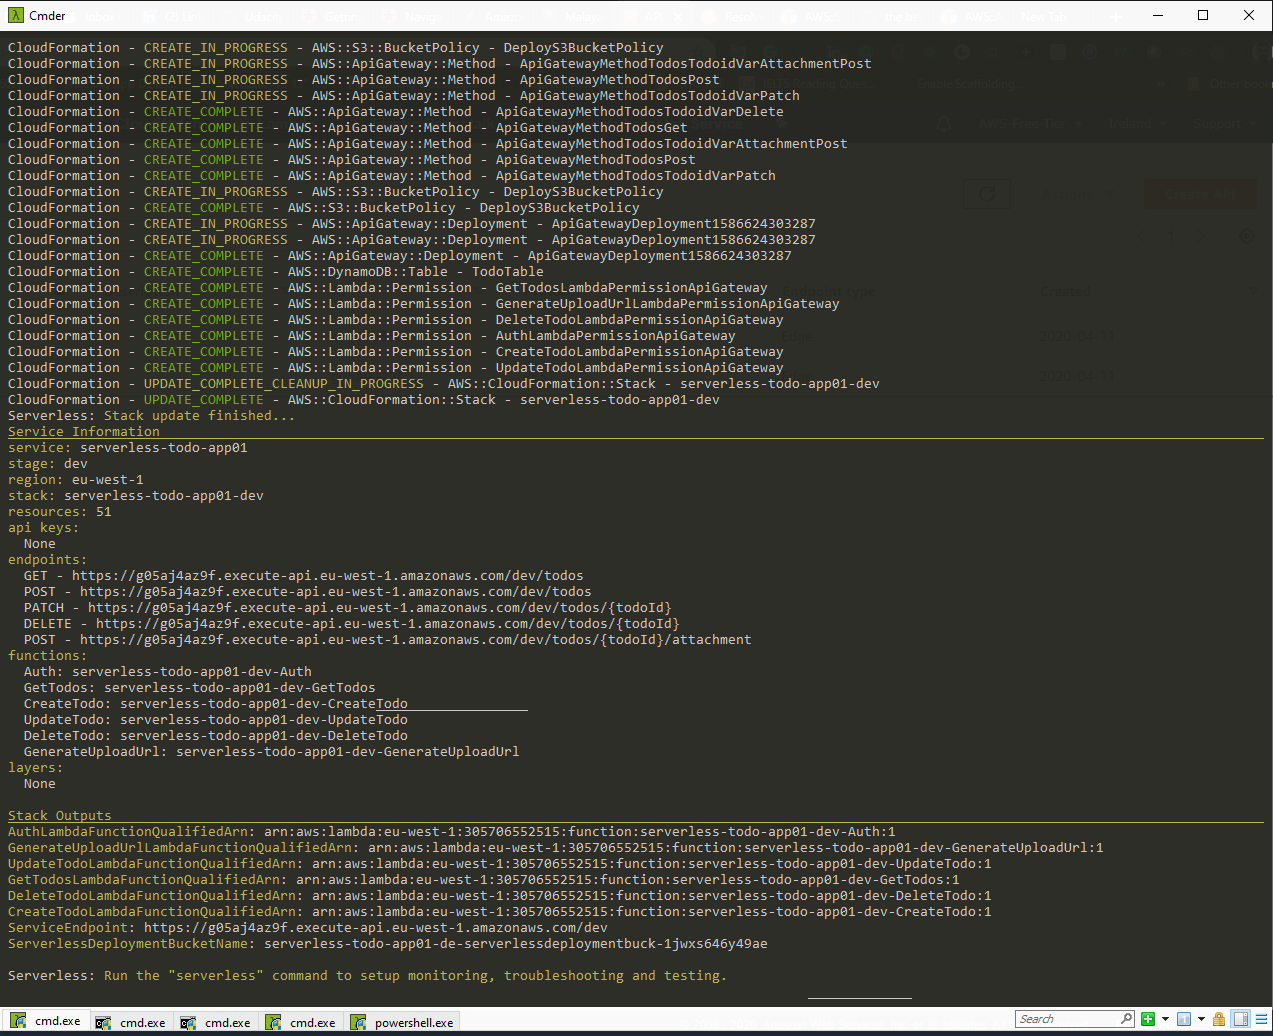 Cmder
CloudFormation - CREATE_IN_PROGRESS - AWS::S3::BucketPolicy - DeployS3BucketPolicy
CloudFormation - CREATE_IN_PROGRESS - AWS::ApiGateway::Method - ApiGatewayMethodTodosTodoidVarAttachmentPost
CloudFormation - CREATE_IN_PROGRESS - AWS::ApiGateway::Method - ApiGatewayMethodTodosPost
CloudFormation - CREATE_IN_PROGRESS - AWS::ApiGateway::Method - ApiGatewayMethodTodosTodoidVarPatch
CloudFormation - CREATE_COMPLETE - AWS::ApiGateway::Method - ApiGatewayMethodTodosTodoidVarDelete
CloudFormation - CREATE_COMPLETE - AWS::ApiGateway::Method - ApiGatewayMethodTodosGet
CloudFormation - CREATE_COMPLETE - AWS::ApiGateway::Method - ApiGatewayMethodTodosTodoidVarAttachmentPost
CloudFormation - CREATE_COMPLETE - AWS::ApiGateway::Method - ApiGatewayMethodTodosPost
CloudFormation - CREATE_COMPLETE - AWS::ApiGateway::Method - ApiGatewayMethodTodosTodoidVarPatch
CloudFormation - CREATE_IN_PROGRESS - AWS::S3::BucketPolicy - DeployS3BucketPolicy
CloudFormation - CREATE_COMPLETE - AWS::S3::BucketPolicy - DeployS3BucketPolicy
CloudFormation - CREATE_IN_PROGRESS - AWS::ApiGateway::Deployment - ApiGatewayDeployment1586624303287
CloudFormation - CREATE_IN_PROGRESS - AWS::ApiGateway::Deployment - ApiGatewayDeployment1586624303287
CloudFormation - CREATE_COMPLETE - AWS::ApiGateway::Deployment - ApiGatewayDeployment1586624303287
CloudFormation - CREATE_COMPLETE - AWS::DynamoDB::Table - TodoTable
CloudFormation - CREATE_COMPLETE - AWS::Lambda::Permission - GetTodosLambdaPermissionApiGateway
CloudFormation - CREATE_COMPLETE - AWS::Lambda::Permission - GenerateUploadUrlLambdaPermissionApiGateway
CloudFormation - CREATE_COMPLETE - AWS::Lambda::Permission - DeleteTodoLambdaPermissionApiGateway
CloudFormation - CREATE_COMPLETE - AWS::Lambda::Permission - AuthLambdaPermissionApiGateway
CloudFormation - CREATE_COMPLETE - AWS::Lambda::Permission - CreateTodoLambdaPermissionApiGateway
CloudFormation - CREATE_COMPLETE - AWS::Lambda::Permission - UpdateTodoLambdaPermissionApiGateway
CloudFormation - UPDATE_COMPLETE_CLEANUP_IN_PROGRESS - AWS::CloudFormation::Stack - serverless-todo-app01-dev
CloudFormation - UPDATE_COMPLETE - AWS::CloudFormation::Stack - serverless-todo-app01-dev
Serverless: Stack update finished...
Service Information
service: serverless-todo-app01
stage: dev
region: eu-west-1
stack: serverless-todo-app01-dev
resources: 51
api keys:
None
endpoints:
GET - https://g05aj4az9f.execute-api.eu-west-1.amazonaws.com/dev/todos
POST - https://g05aj4az9f.execute-api.eu-west-1.amazonaws.com/dev/todos
PATCH - https://g05aj4az9f.execute-api.eu-west-1.amazonaws.com/dev/todos/{todoId}
DELETE - https://g05aj4az9f.execute-api.eu-west-1.amazonaws.com/dev/todos/{todoId}
POST - https://g05aj4az9f.execute-api.eu-west-1.amazonaws.com/dev/todos/{todoId}/attachment
functions:
Auth: serverless-todo-app01-dev-Auth
GetTodos: serverless-todo-app01-dev-GetTodos
CreateTodo: serverless-todo-app01-dev-CreateTodo
UpdateTodo: serverless-todo-app01-dev-UpdateTodo
DeleteTodo: serverless-todo-app01-dev-DeleteTodo
GenerateUploadUrl: serverless-todo-app01-dev-GenerateUploadUrl
layers:
None
Stack Outputs
AuthLambdaFunctionQualifiedArn: arn:aws:lambda:eu-west-1:305706552515:function:serverless-todo-app01-dev-Auth:1
GenerateUploadUrlLambdaFunctionQualifiedArn: arn:aws:lambda:eu-west-1:305706552515:function:serverless-todo-app01-dev-GenerateUploadUrl:1
UpdateTodoLambdaFunctionQualifiedArn: arn:aws:lambda:eu-west-1:305706552515:function:serverless-todo-app01-dev-UpdateTodo:1
GetTodosLambdaFunctionQualifiedArn: arn:aws:lambda:eu-west-1:305706552515:function:serverless-todo-app01-dev-GetTodos:1
DeleteTodoLambdaFunctionQualifiedArn: arn:aws:lambda:eu-west-1:305706552515:function:serverless-todo-app01-dev-DeleteTodo:1
CreateTodoLambdaFunctionQualifiedArn: arn:aws:lambda:eu-west-1:305706552515:function:serverless-todo-app01-dev-CreateTodo:1
ServiceEndpoint: https://g05aj4az9f.execute-api.eu-west-1.amazonaws.com/dev
ServerlessDeploymentBucketName: serverless-todo-app01-de-serverlessdeploymentbuck-1jwxs646y49ae
Serverless: Run the "serverless" command to setup monitoring, troubleshooting and testing.
cmd.exe cmd.exe cmd.exe cmd.exe powershell.exe Search